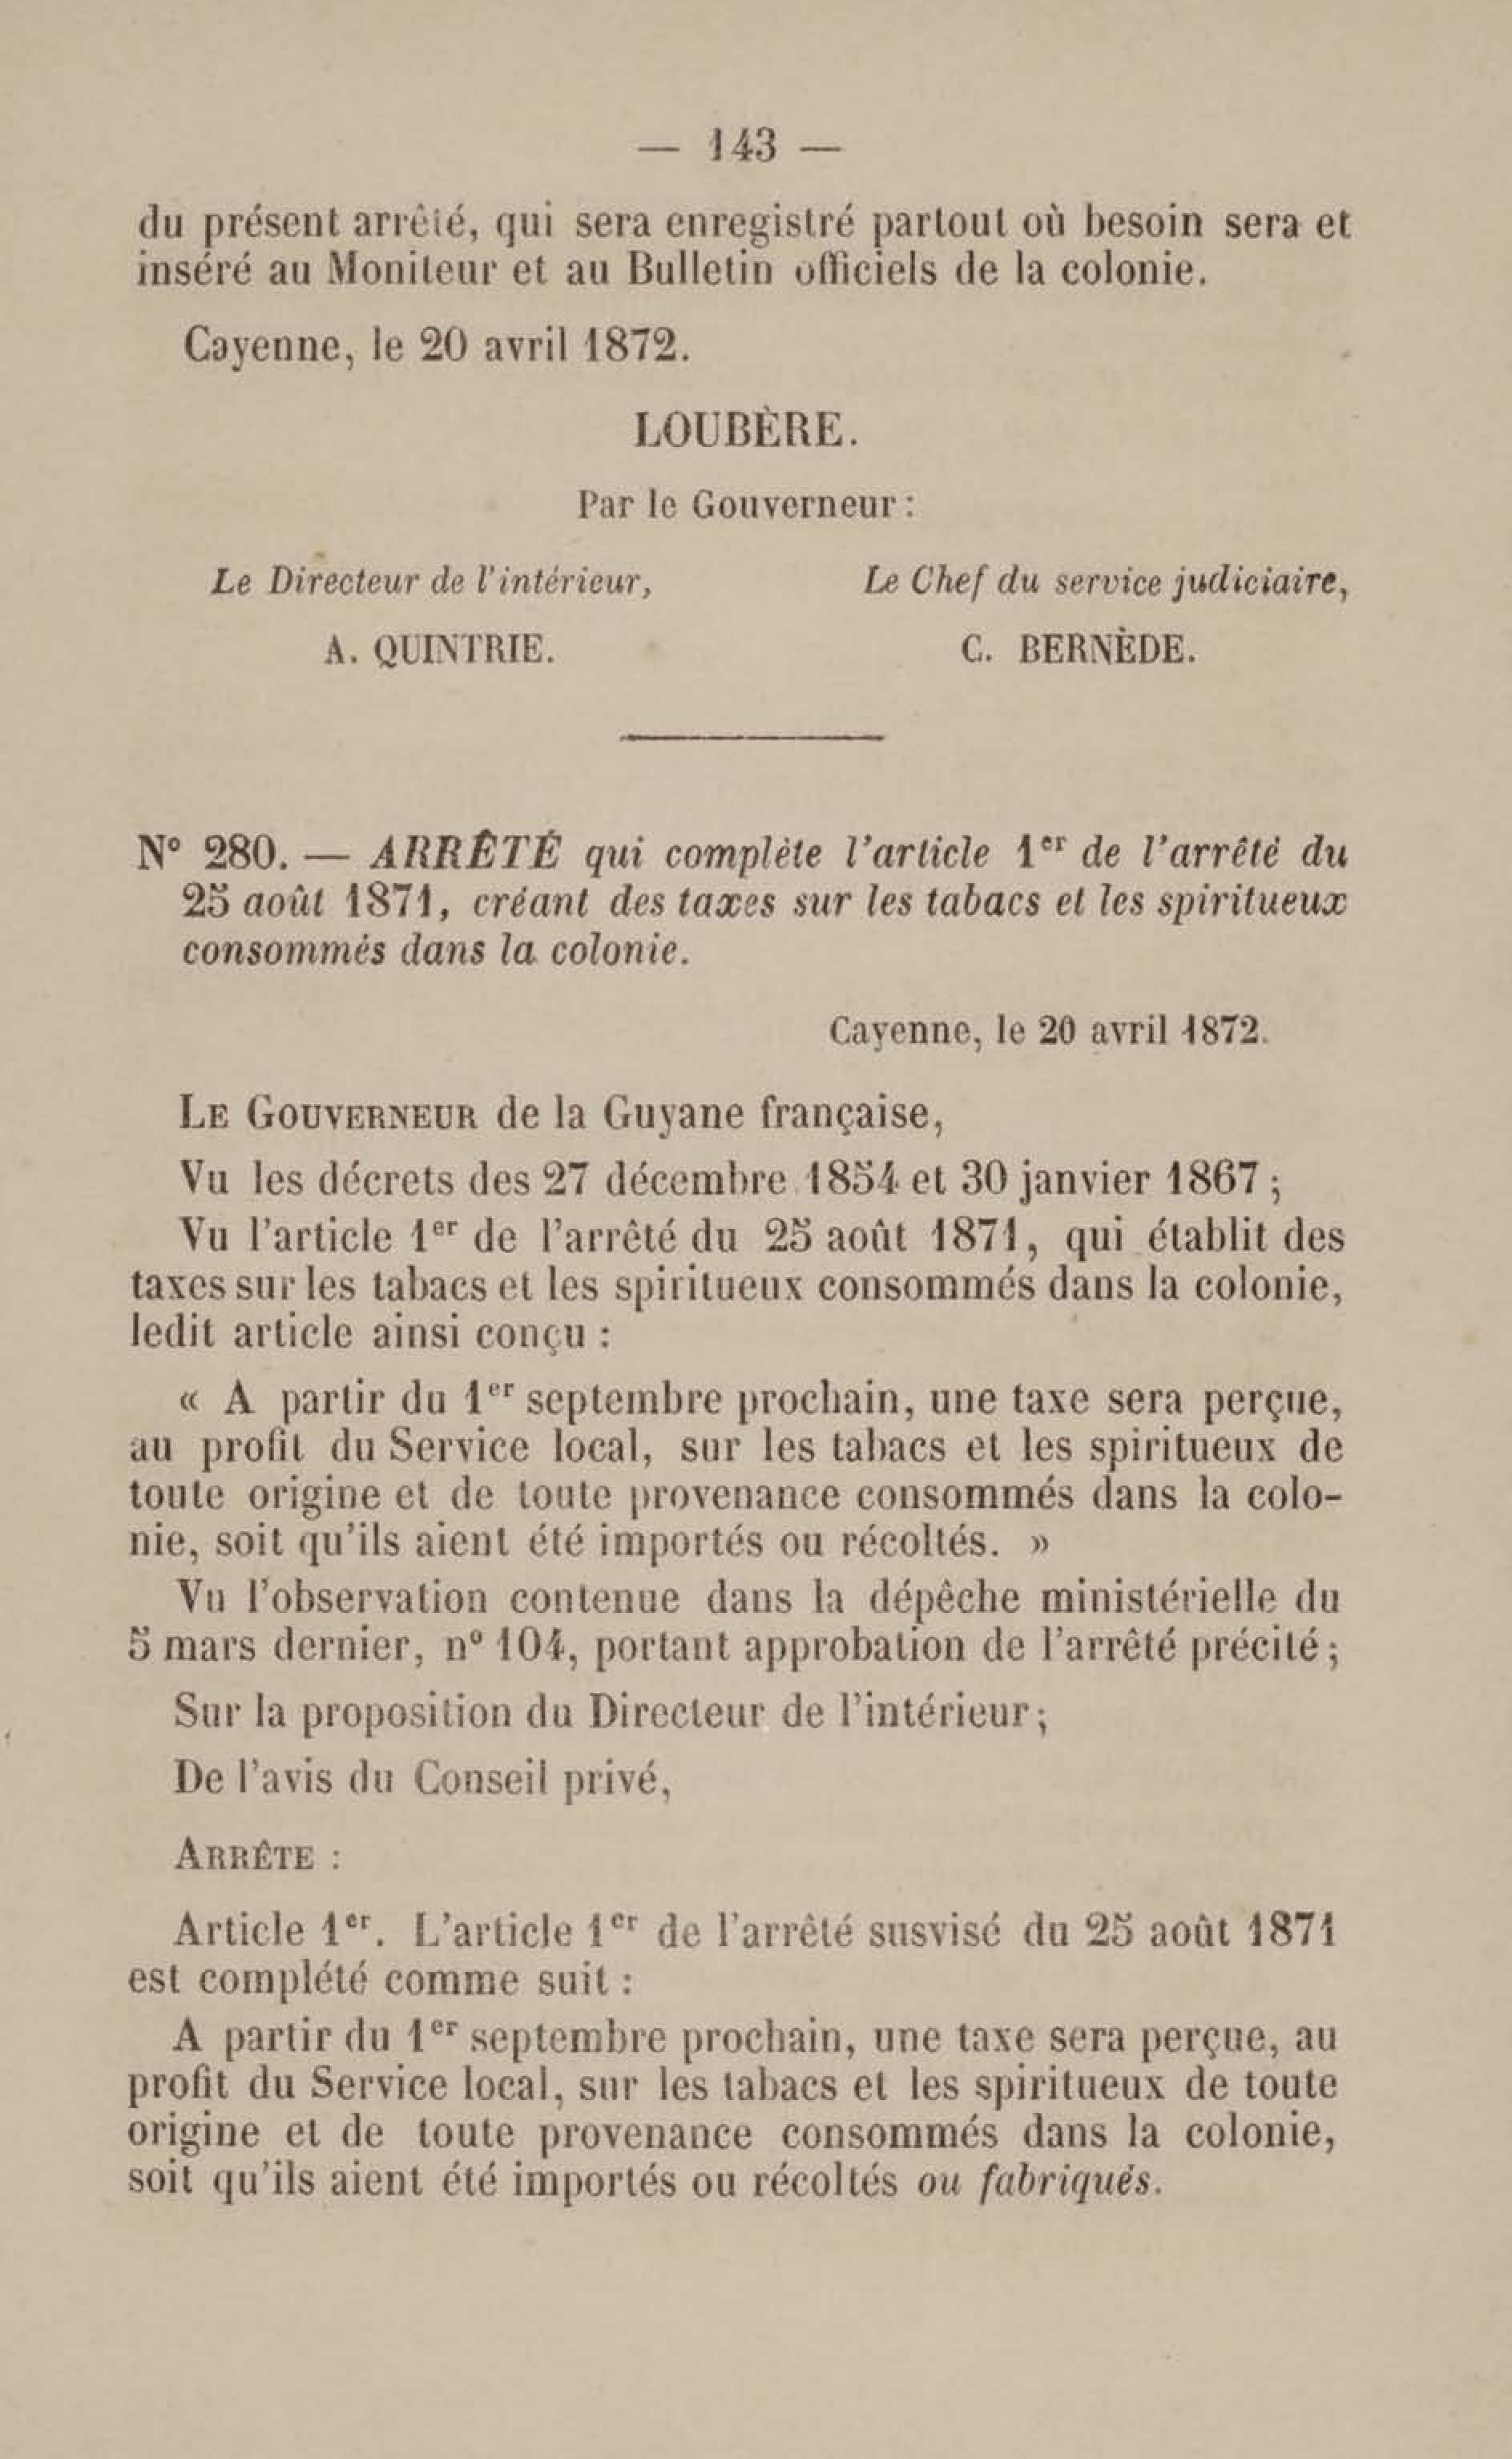 — 143 —
du présent arrêté, qui sera enregistré partout où besoin sera et
inséré au Moniteur et au Bulletin officiels de la colonie.
Cayenne, le 20 avril 1872.
LOUBÈRE.
Par le Gouverneur :
Le Directeur de l'intérieur, Le Chef du service judiciaire,
A. QUINTRIE. C. BERNÈDE.
N° 280. — ARRÊTÉ qui complète l'article 1er de l'arrêté du
25 août 1871, créant des taxes sur les tabacs et les spiritueux
consommés dans la colonie.
Cayenne, le 20 avril 1872.
LE GOUVERNEUR de la Guyane française,
Vu les décrets des 27 décembre 1854 et 30 janvier 1867 ;
Vu l'article 1er de l'arrêté du 25 août 1871, qui établit des
taxes sur les tabacs et les spiritueux consommés dans la colonie,
ledit article ainsi conçu :
« A partir du 1er septembre prochain, une taxe sera perçue,
au profit du Service local, sur les tabacs et les spiritueux de
toute origine et de toute provenance consommés dans la colo-
nie, soit qu'ils aient été importés ou récoltés. »
Vu l'observation contenue dans la dépêche ministérielle du
5 mars dernier, n° 104, portant approbation de l'arrêté précité ;
Sur la proposition du Directeur de l'intérieur ;
De l'avis du Conseil privé,
ARRÊTE :
Article 1er. L'article 1er de l'arrêté susvisé du 25 août 1871
est complété comme suit :
A partir du 1er septembre prochain, une taxe sera perçue, au
profit du Service local, sur les tabacs et les spiritueux de toute
origine et de toute provenance consommés dans la colonie,
soit qu'ils aient été importés ou récoltés ou fabriqués.